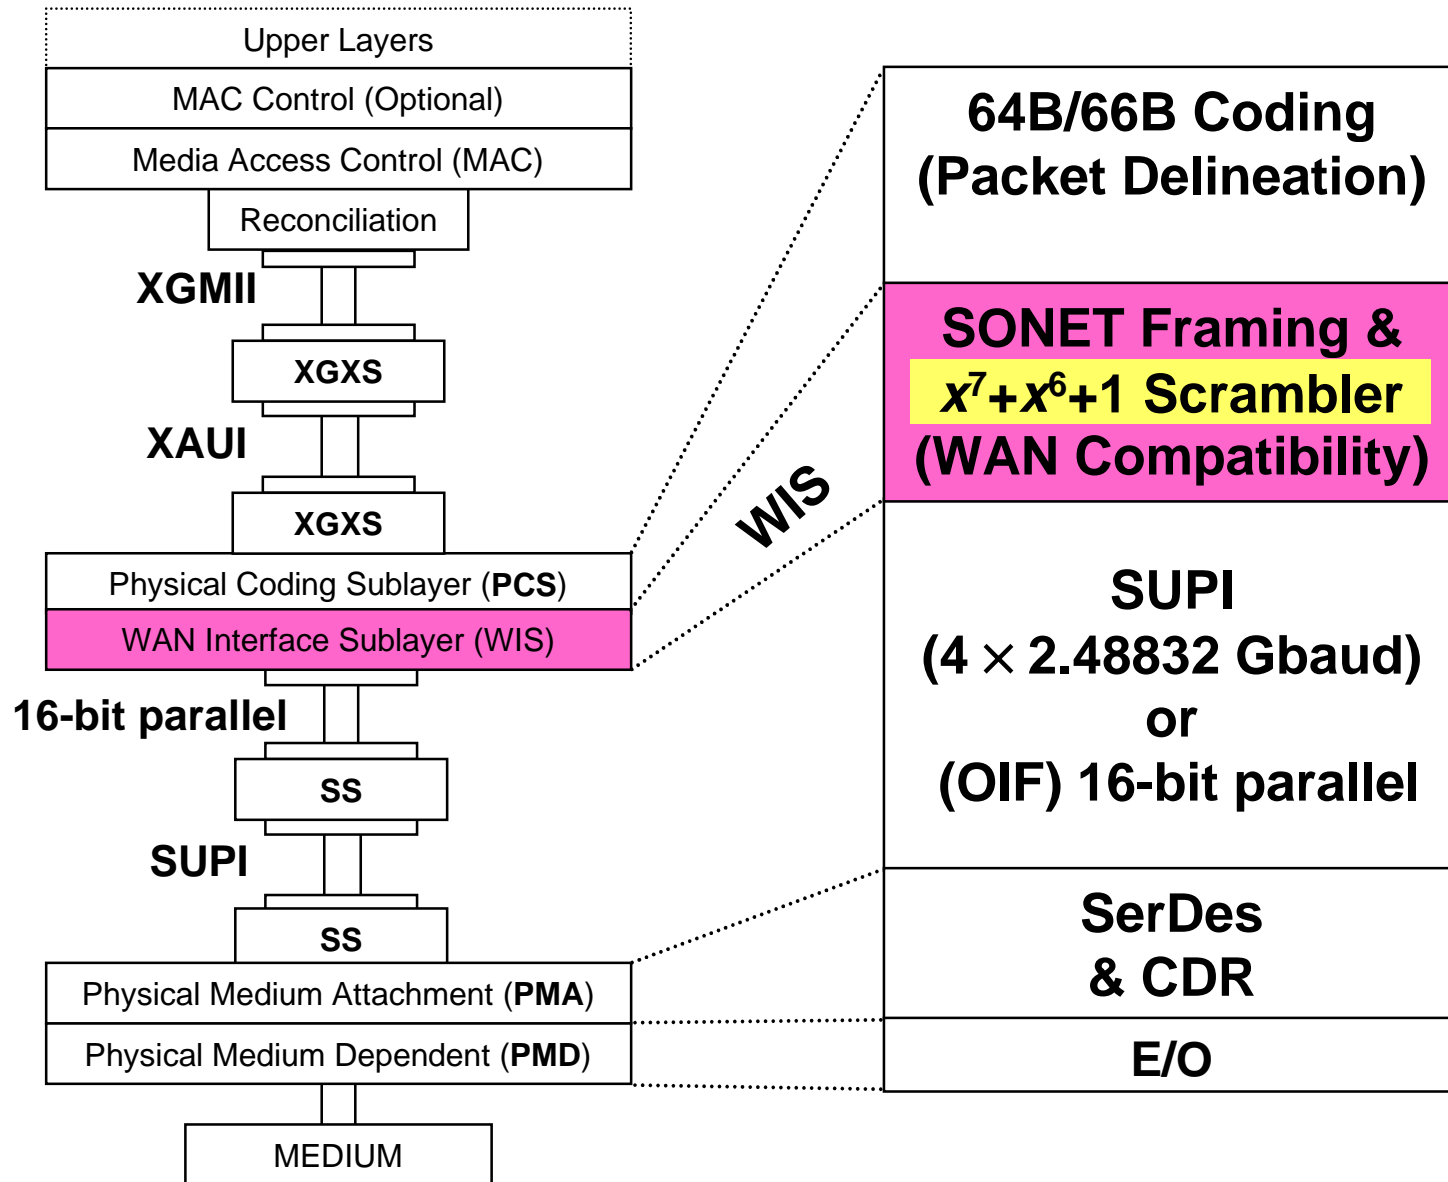 Upper Layers
MAC Control (Optional)
Media Access Control (MAC)
Reconciliation
XGMII
XGXS
XAUI
XGXS
Physical Coding Sublayer (PCS)
WAN Interface Sublayer (WIS)
16-bit parallel
SS
SUPI
SS
Physical Medium Attachment (PMA)
Physical Medium Dependent (PMD)
MEDIUM
WIS
64B/66B Coding
(Packet Delineation)
SONET Framing &
x⁷+x⁶+1 Scrambler
(WAN Compatibility)
SUPI
(4 × 2.48832 Gbaud)
or
(OIF) 16-bit parallel
SerDes
& CDR
E/O